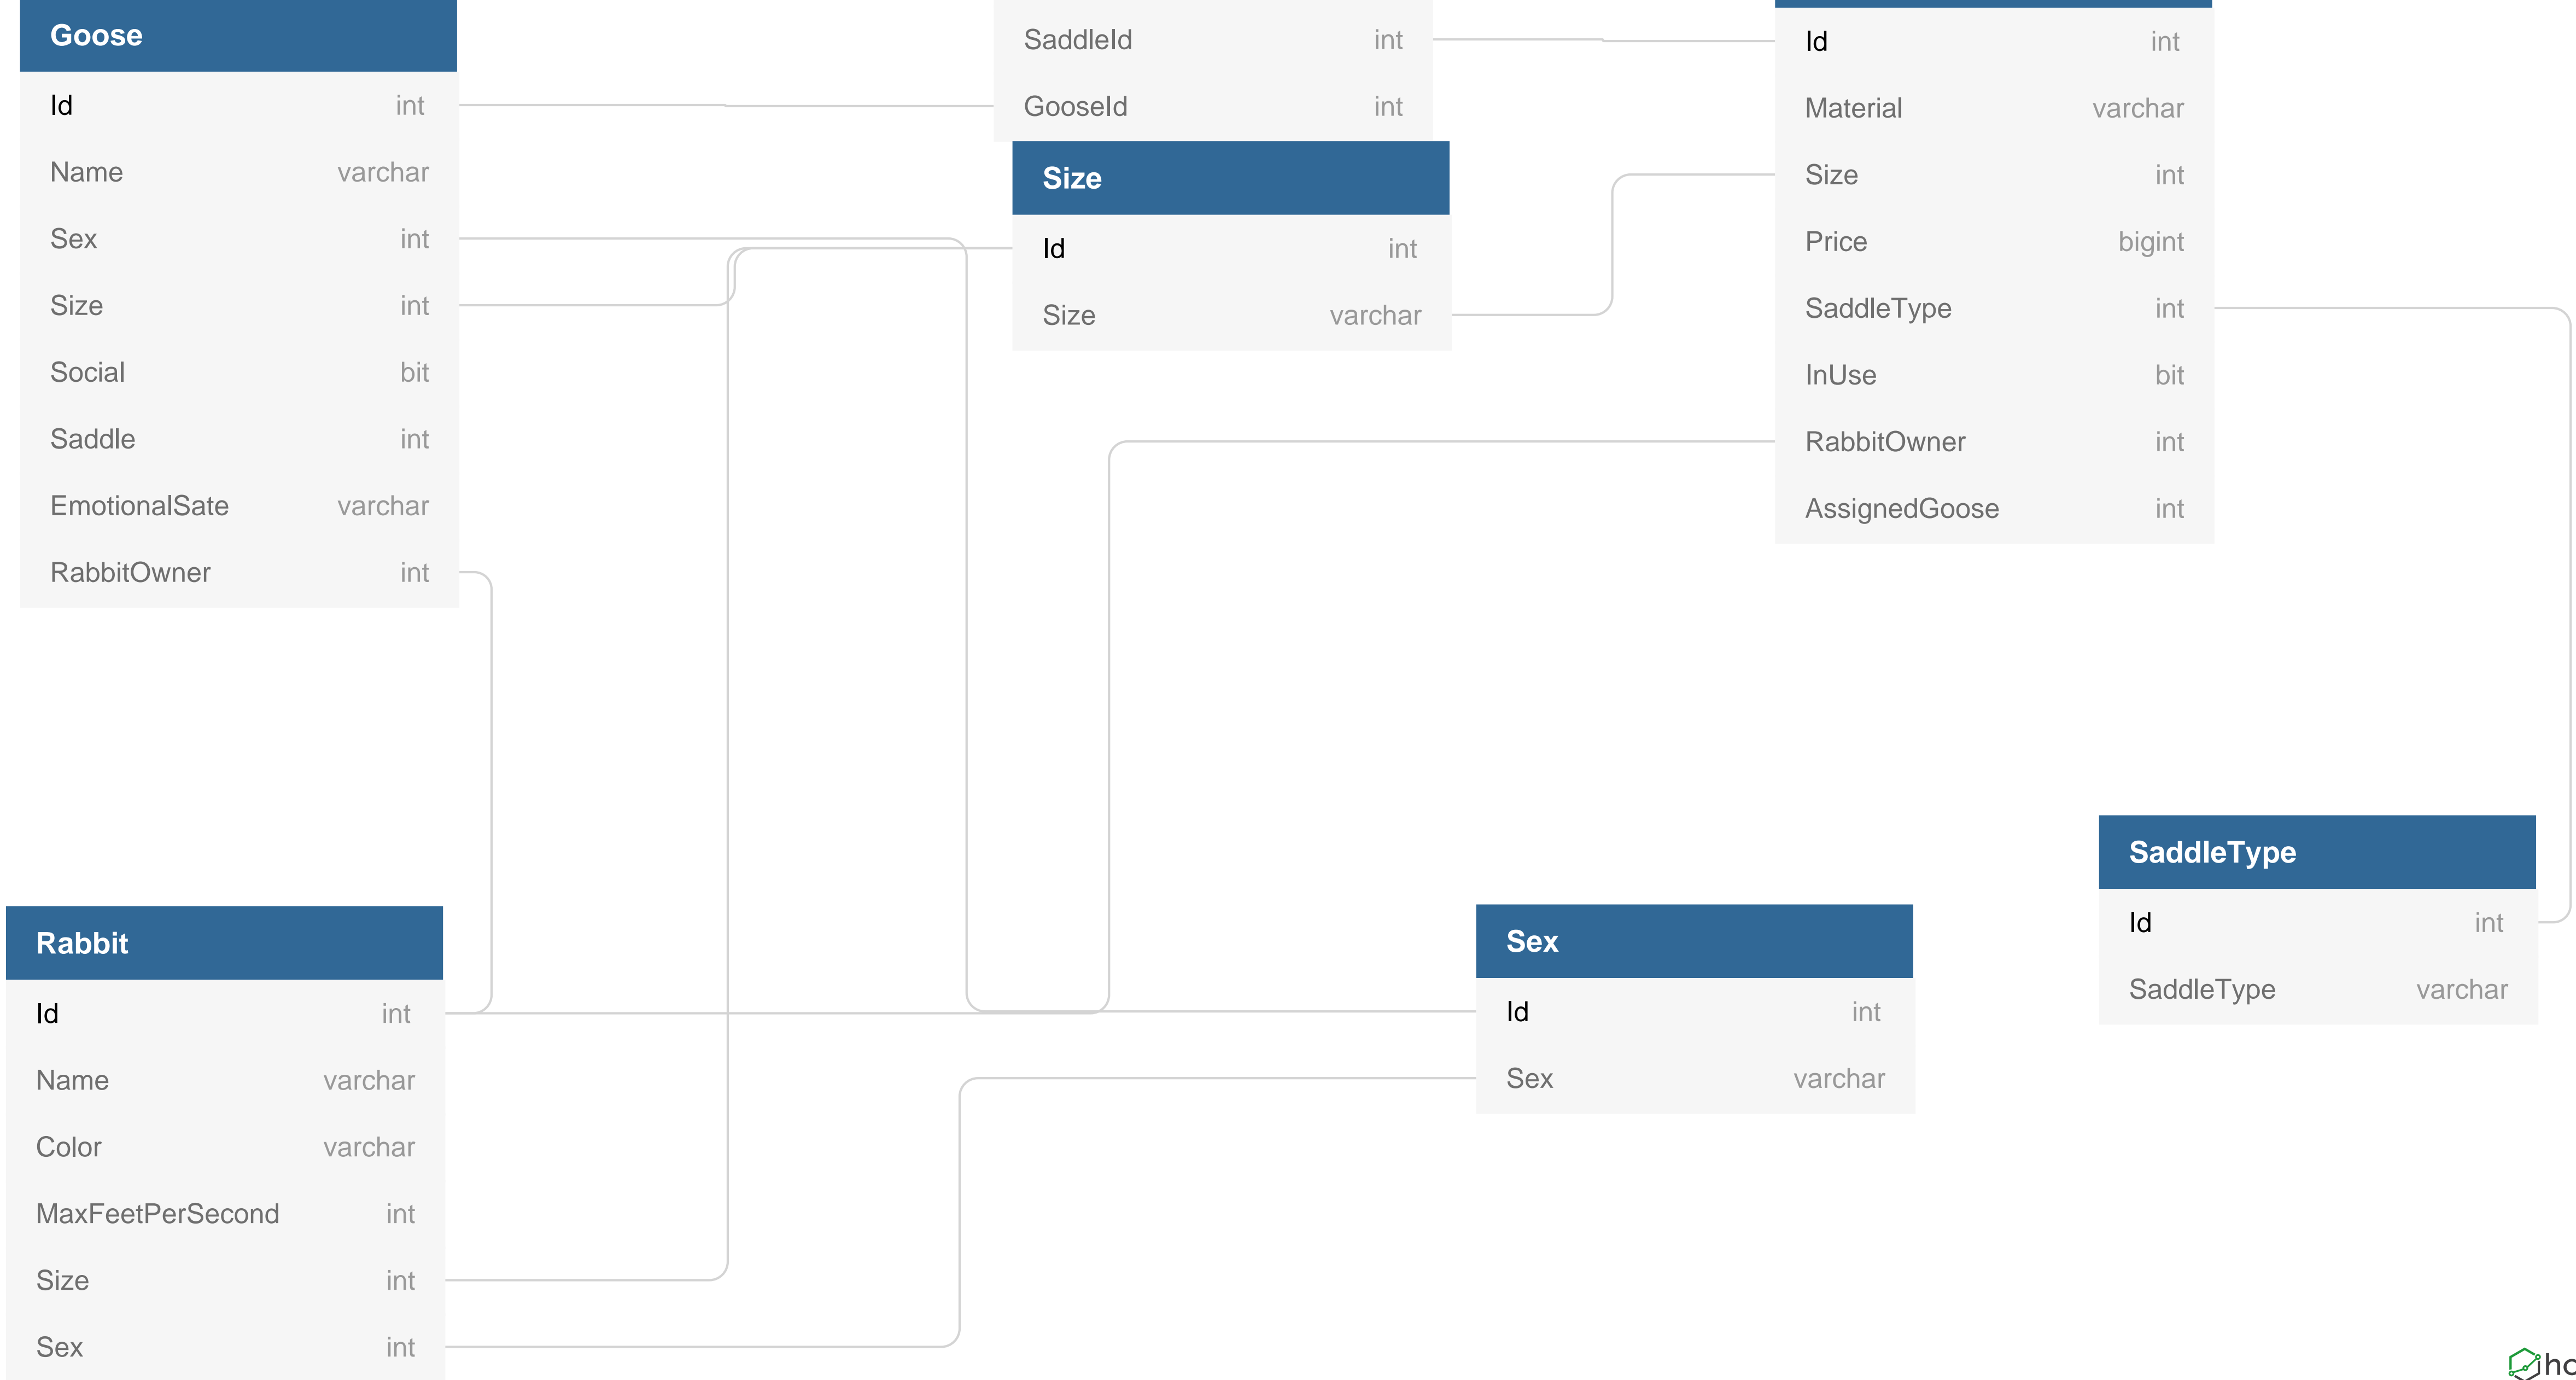 Goose
Id int
Name varchar
Sex int
Size int
Social bit
Saddle int
EmotionalSate varchar
RabbitOwner int
SaddleId int
GooseId int
Size
Id int
Size varchar
Id int
Material varchar
Size int
Price bigint
SaddleType int
InUse bit
RabbitOwner int
AssignedGoose int
Rabbit
Id int
Name varchar
Color varchar
MaxFeetPerSecond int
Size int
Sex int
Sex
Id int
Sex varchar
SaddleType
Id int
SaddleType varchar